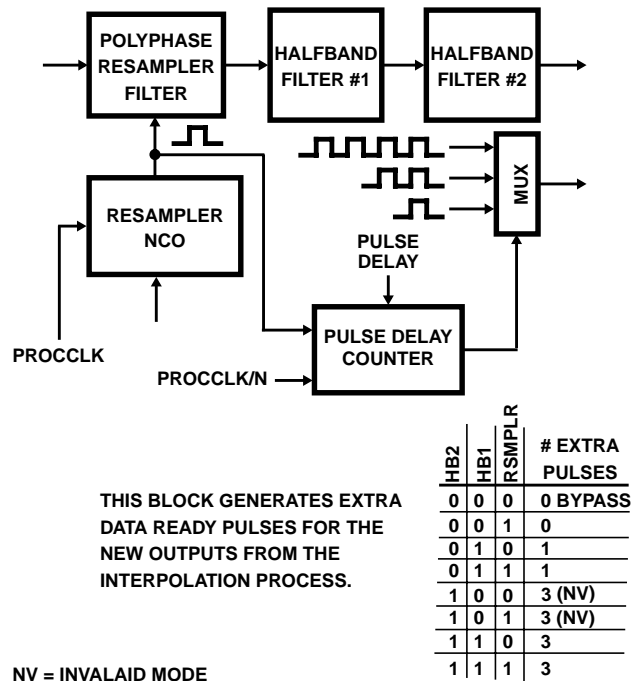 POLYPHASE
RESAMPLER
FILTER
HALFBAND
FILTER #1
HALFBAND
FILTER #2
MUX
RESAMPLER
NCO
PULSE
DELAY
PULSE DELAY
COUNTER
PROCCLK
PROCCLK/N
THIS BLOCK GENERATES EXTRA
DATA READY PULSES FOR THE
NEW OUTPUTS FROM THE
INTERPOLATION PROCESS.
HB2 HB1 RSMPLR # EXTRA
PULSES
0 0 0 0 BYPASS
0 0 1 0
0 1 0 1
0 1 1 1
1 0 0 3 (NV)
1 0 1 3 (NV)
1 1 0 3
1 1 1 3
NV = INVALAID MODE